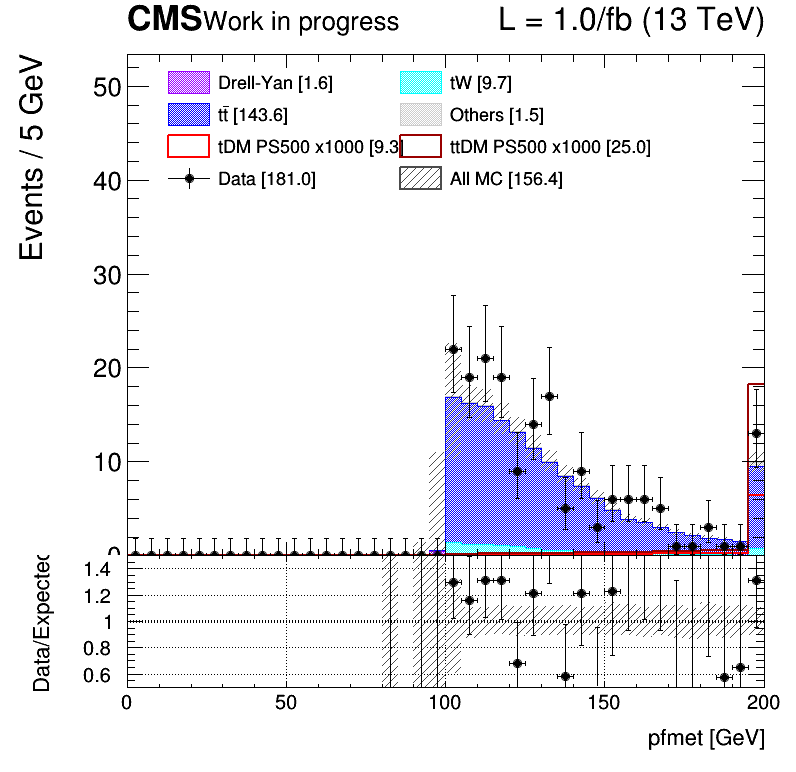 CMS Work in progress L = 1.0/fb (13 TeV)
Events / 5 GeV
50
40
30
20
10
0
Drell-Yan [1.6] tW [9.7]
tt̄ [143.6] Others [1.5]
tDM PS500 x1000 [9.3 ttDM PS500 x1000 [25.0]
Data [181.0] All MC [156.4]
Data/Expected
1.4
1.2
1
0.8
0.6
0 50 100 150 200
pfmet [GeV]